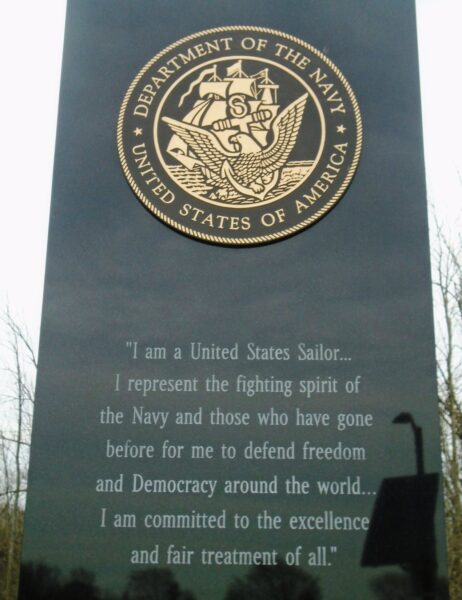 DEPARTMENT OF THE NAVY
UNITED STATES OF AMERICA
"I am a United States Sailor...
I represent the fighting spirit of
the Navy and those who have gone
before for me to defend freedom
and Democracy around the world...
I am committed to the excellence
and fair treatment of all."